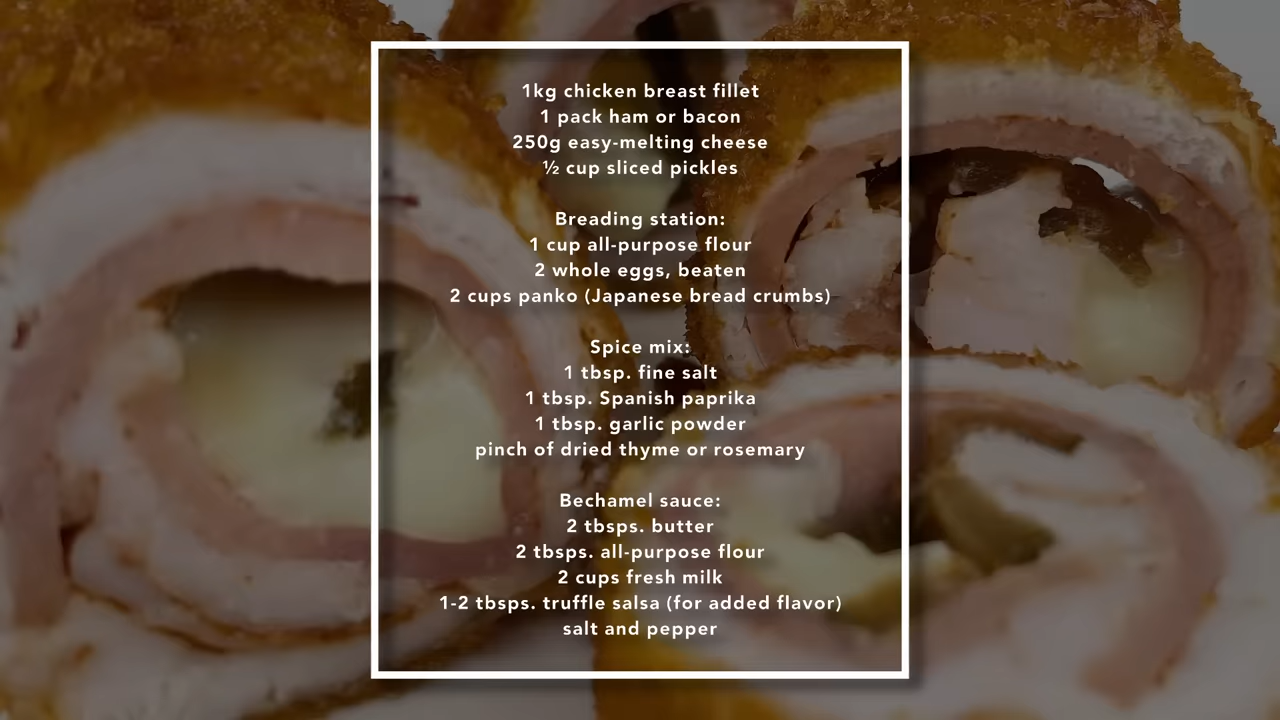 1kg chicken breast fillet
1 pack ham or bacon
250g easy-melting cheese
½ cup sliced pickles
Breading station:
1 cup all-purpose flour
2 whole eggs, beaten
2 cups panko (Japanese bread crumbs)
Spice mix:
1 tbsp. fine salt
1 tbsp. Spanish paprika
1 tbsp. garlic powder
pinch of dried thyme or rosemary
Bechamel sauce:
2 tbsps. butter
2 tbsps. all-purpose flour
2 cups fresh milk
1-2 tbsps. truffle salsa (for added flavor)
salt and pepper